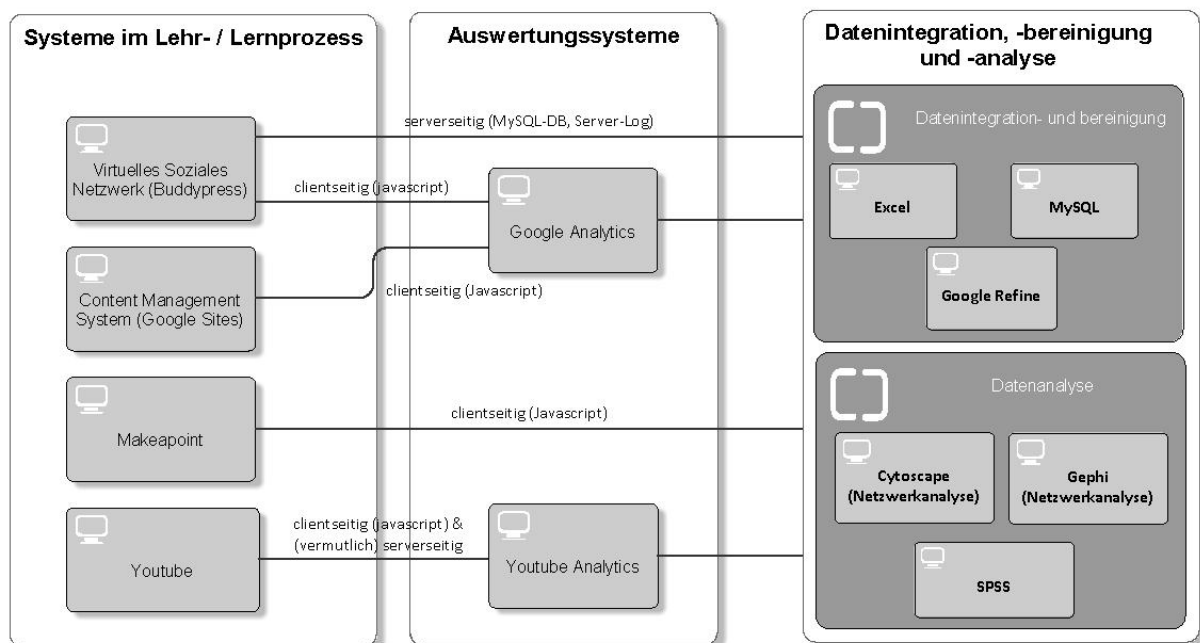 Systeme im Lehr- / Lernprozess
Virtuelles Soziales
Netzwerk (Buddypress)
Content Management
System (Google Sites)
Makeapoint
Youtube
serverseitig (MySQL-DB, Server-Log)
clientseitig (javascript)
clientseitig (Javascript)
clientseitig (Javascript)
clientseitig (javascript) &
(vermutlich) serverseitig
Auswertungssysteme
Google Analytics
Youtube Analytics
Datenintegration, -bereinigung
und -analyse
Datenintegration- und bereinigung
Excel
MySQL
Google Refine
Datenanalyse
Cytoscape
(Netzwerkanalyse)
Gephi
(Netzwerkanalyse)
SPSS